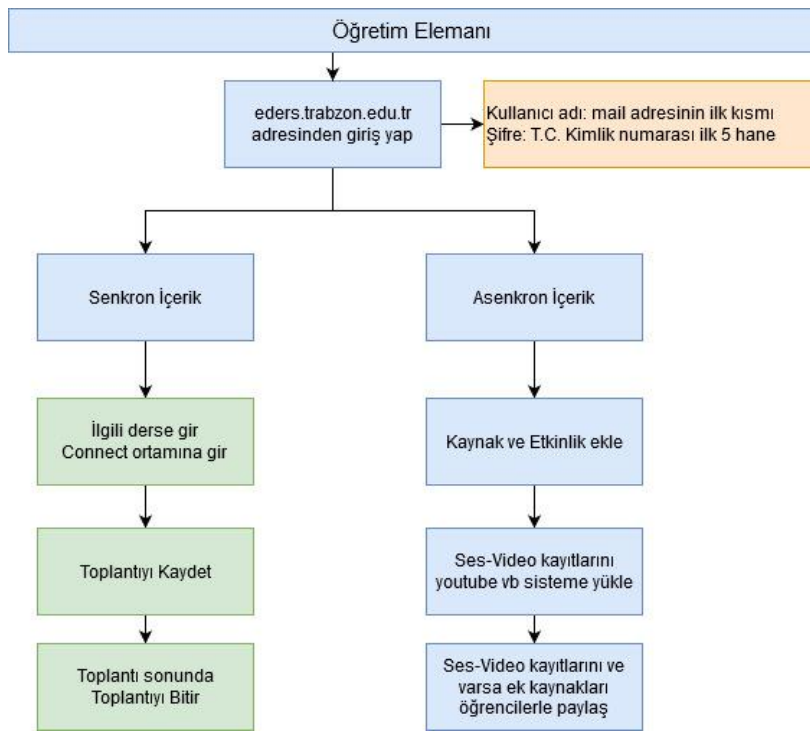 Öğretim Elemanı
eders.trabzon.edu.tr
adresinden giriş yap
Kullanıcı adı: mail adresinin ilk kısmı
Şifre: T.C. Kimlik numarası ilk 5 hane
Senkron İçerik
Asenkron İçerik
İlgili derse gir
Connect ortamına gir
Kaynak ve Etkinlik ekle
Toplantıyı Kaydet
Ses-Video kayıtlarını
youtube vb sisteme yükle
Toplantı sonunda
Toplantıyı Bitir
Ses-Video kayıtlarını ve
varsa ek kaynakları
öğrencilerle paylaş